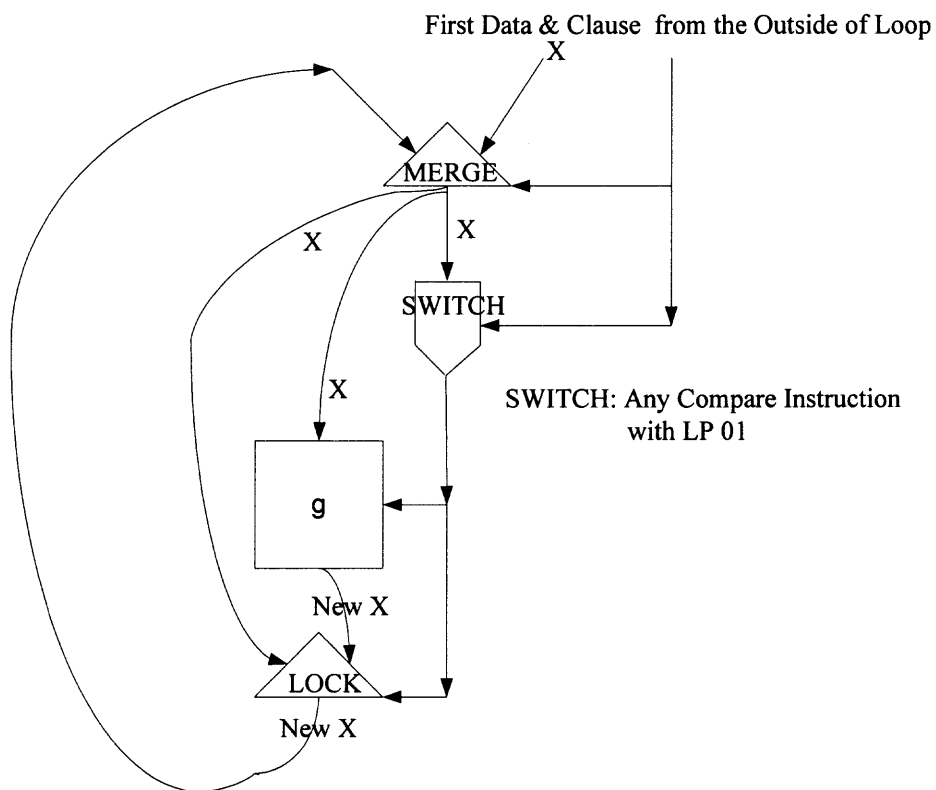 First Data & Clause from the Outside of Loop
X
MERGE
X
X
SWITCH
X
SWITCH: Any Compare Instruction
with LP 01
g
New X
LOCK
New X